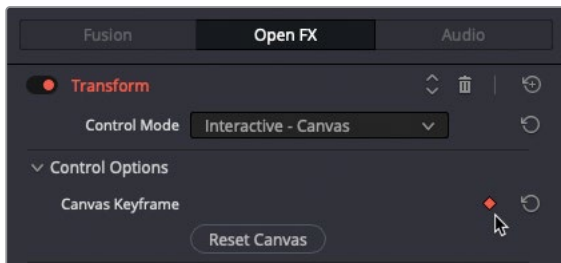 Fusion Open FX Audio
Transform
Control Mode Interactive - Canvas
Control Options
Canvas Keyframe
Reset Canvas